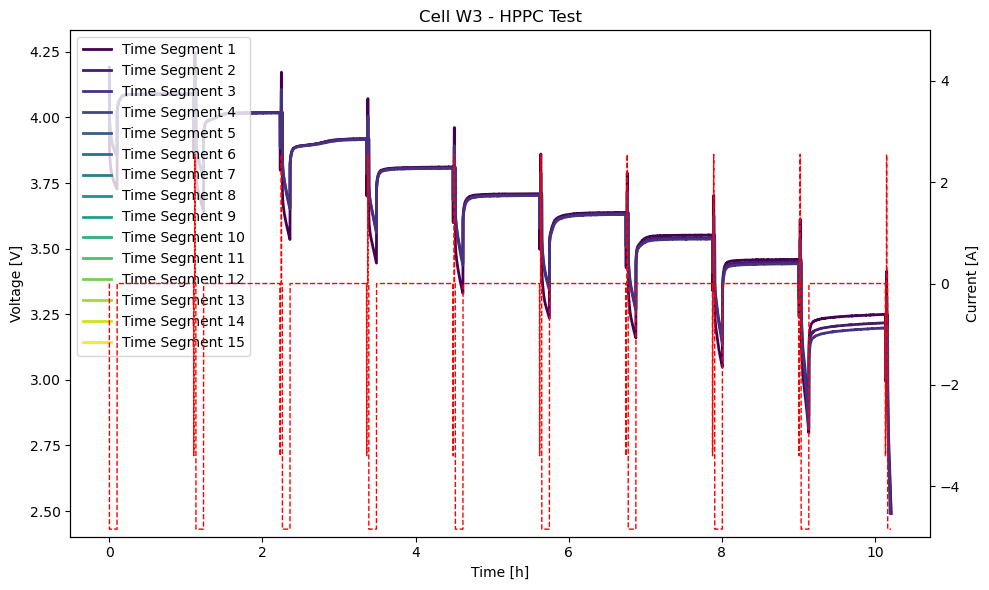 Cell W3 - HPPC Test
Time Segment 1
Time Segment 2
Time Segment 3
Time Segment 4
Time Segment 5
Time Segment 6
Time Segment 7
Time Segment 8
Time Segment 9
Time Segment 10
Time Segment 11
Time Segment 12
Time Segment 13
Time Segment 14
Time Segment 15
Voltage [V]
4.25
4.00
3.75
3.50
3.25
3.00
2.75
2.50
Current [A]
4
2
0
−2
−4
0 2 4 6 8 10
Time [h]